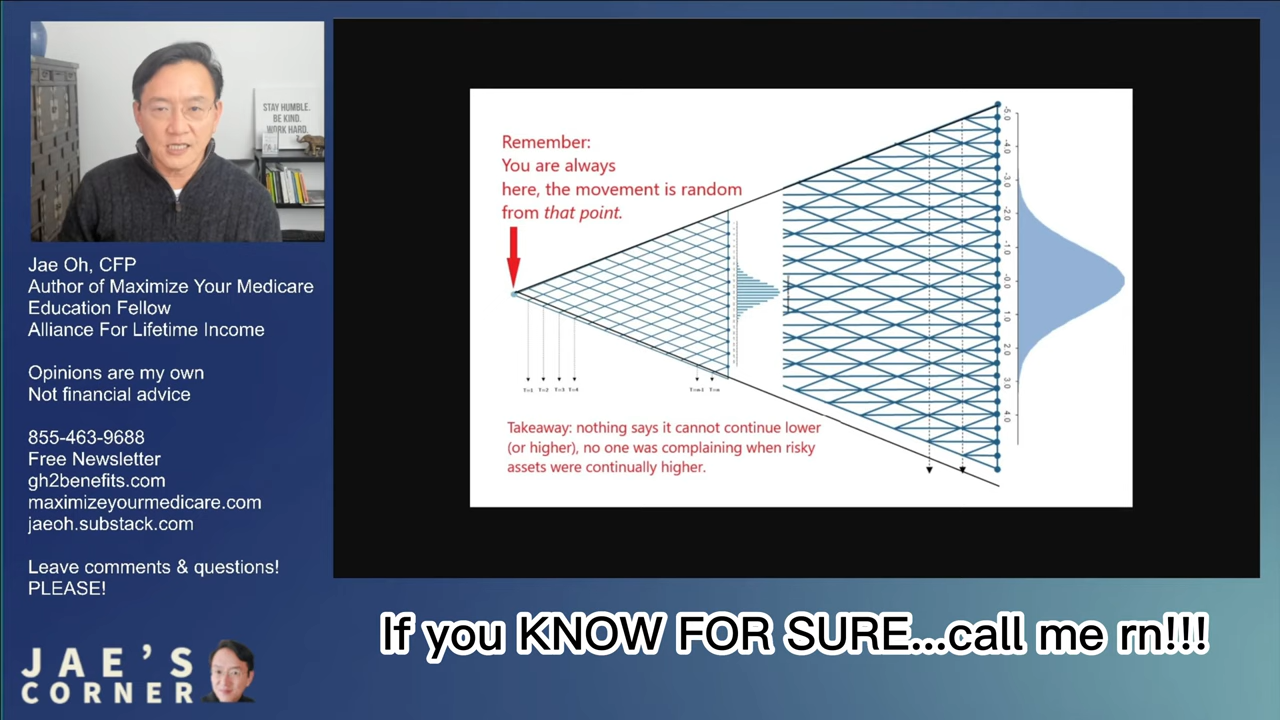 STAY HUMBLE.
BE KIND.
WORK HARD.
Jae Oh, CFP
Author of Maximize Your Medicare
Education Fellow
Alliance For Lifetime Income
Opinions are my own
Not financial advice
855-463-9688
Free Newsletter
gh2benefits.com
maximizeyourmedicare.com
jaeoh.substack.com
Leave comments & questions!
PLEASE!
JAE'S
CORNER
Remember:
You are always
here, the movement is random
from that point.
T=1 T=2 T=3 T=4
Takeaway: nothing says it cannot continue lower
(or higher), no one was complaining when risky
assets were continually higher.
If you KNOW FOR SURE...call me rn!!!